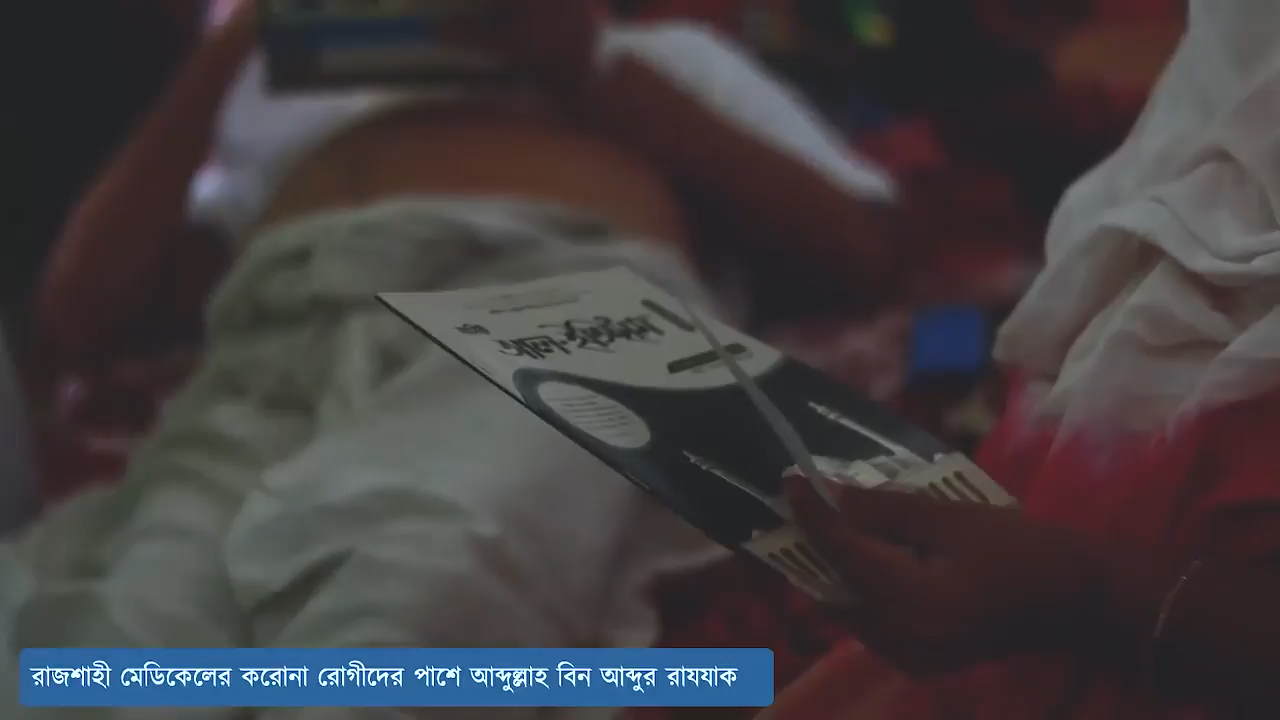 রাজশাহী মেডিকেলের করোনা রোগীদের পাশে আব্দুল্লাহ বিন আব্দুর রাযযাক